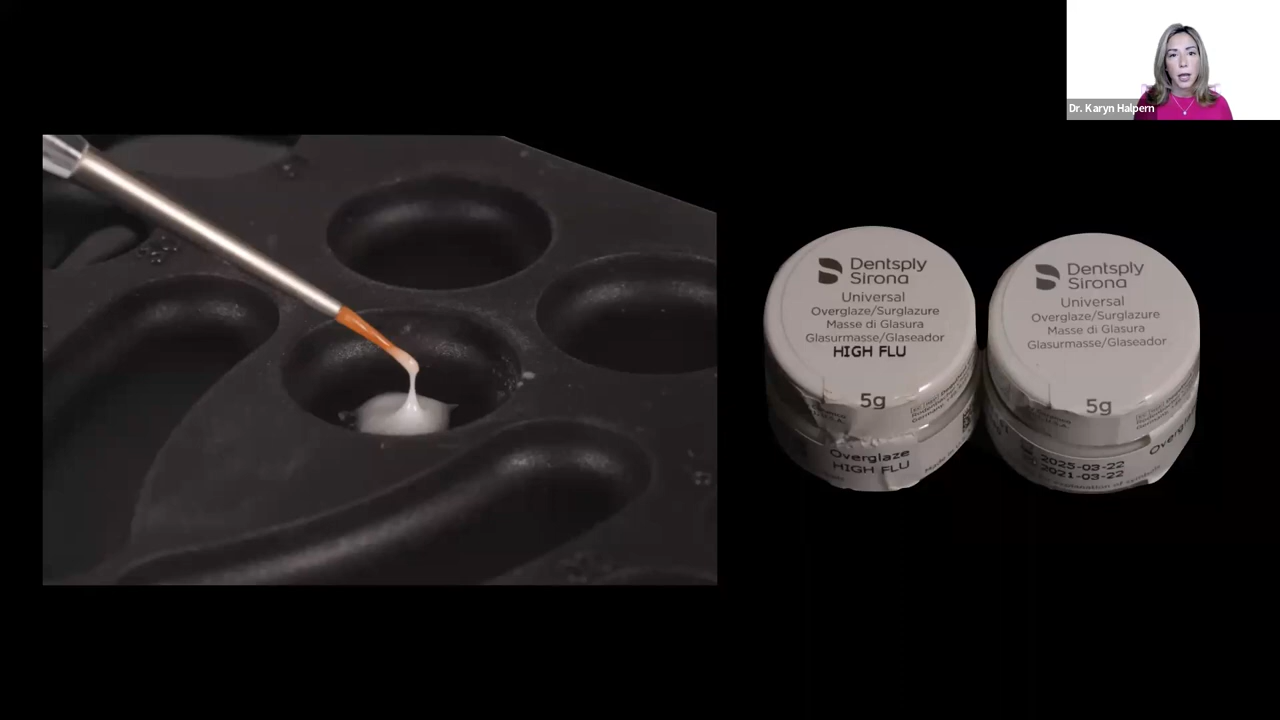 Dr. Karyn Halpern
Dentsply
Sirona
Universal
Overglaze/Surglazure
Masse di Glasura
Glasurmasse/Glaseador
HIGH FLU
5g
Overglaze
HIGH FLU
Dentsply
Sirona
Universal
Overglaze/Surglazure
Masse di Glasura
Glasurmasse/Glaseador
5g
2025-03-22
2021-03-22